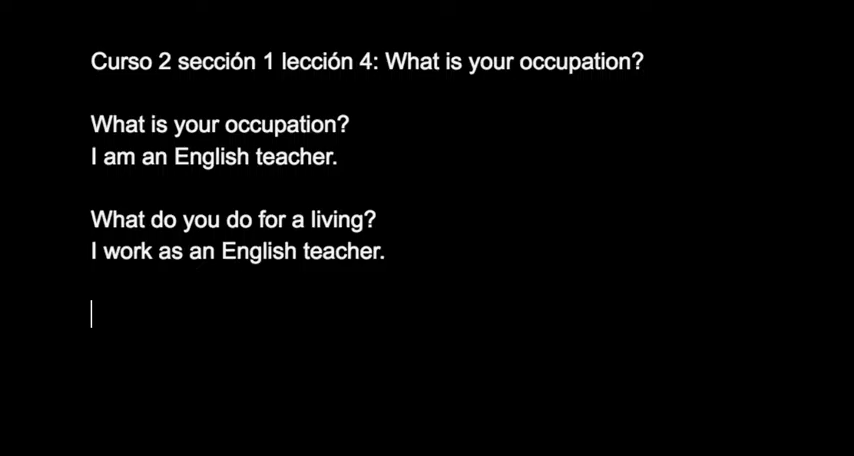 Curso 2 sección 1 lección 4: What is your occupation?
What is your occupation?
I am an English teacher.
What do you do for a living?
I work as an English teacher.